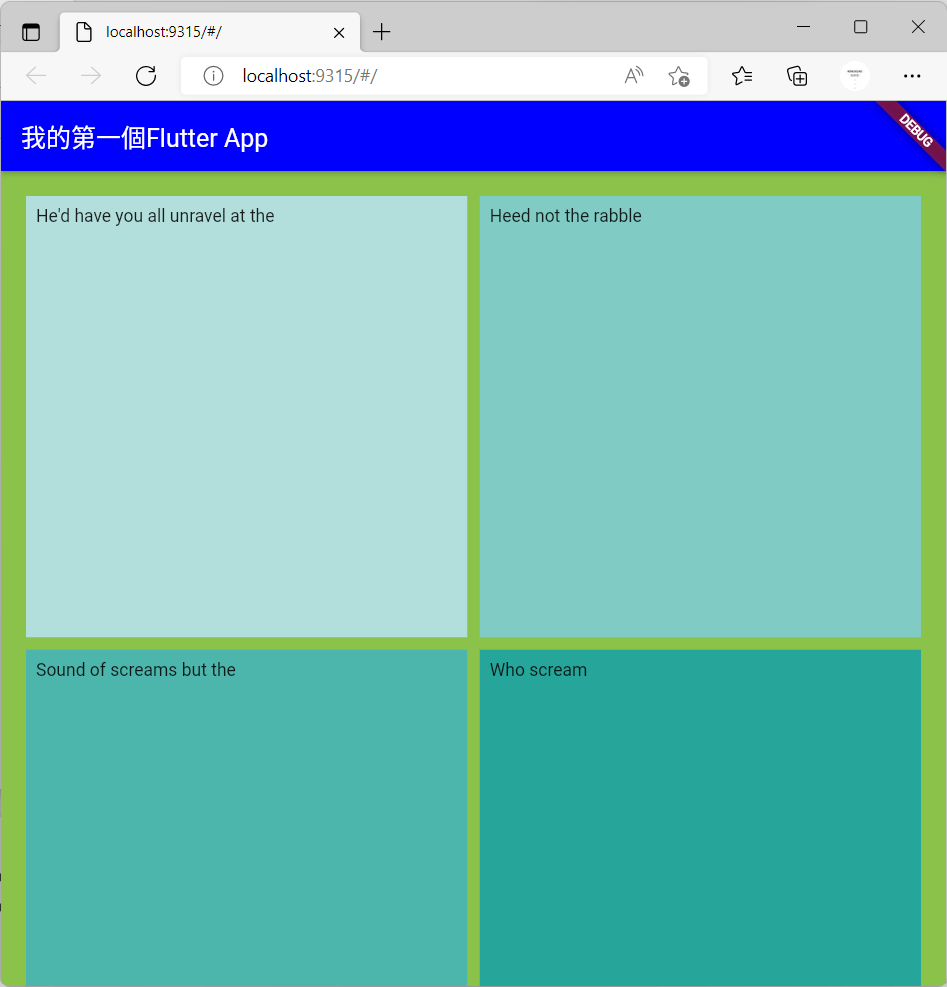 localhost:9315/#/
localhost:9315/#/
我的第一個Flutter App
DEBUG
He'd have you all unravel at the
Heed not the rabble
Sound of screams but the
Who scream